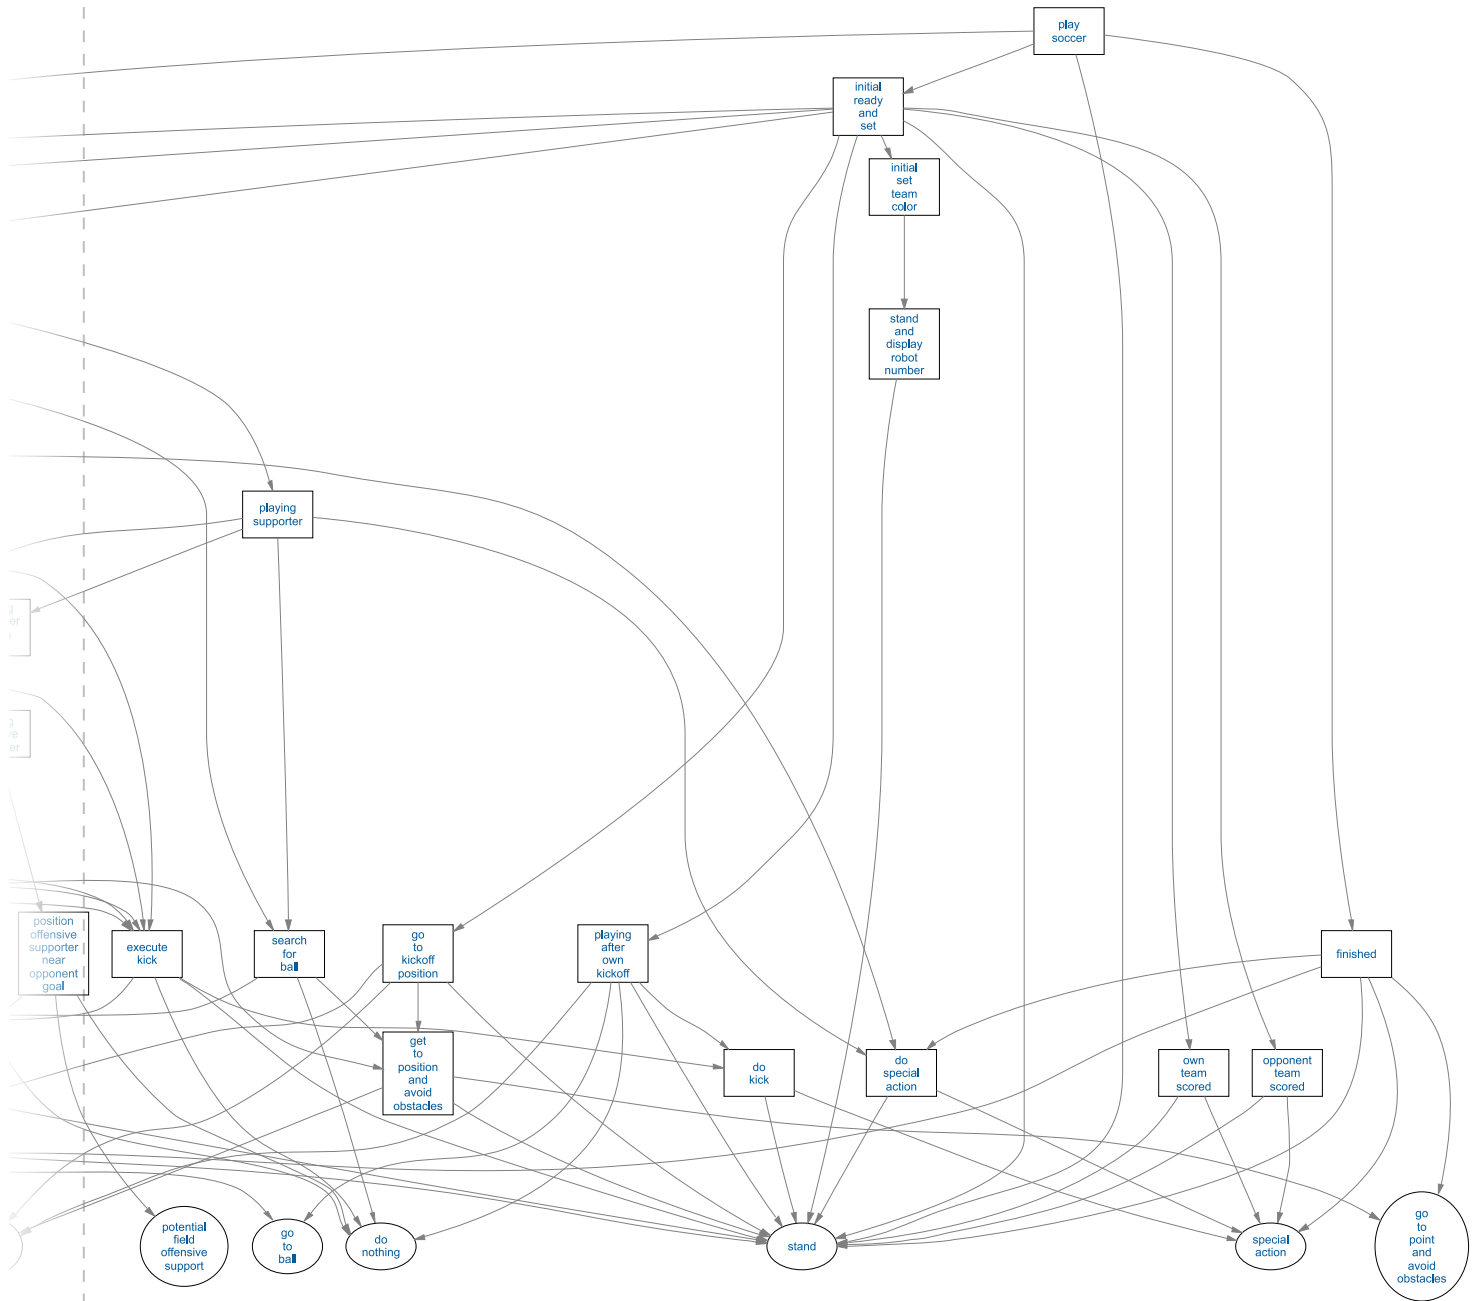 play
soccer
initial
ready
and
set
initial
set
team
color
stand
and
display
robot
number
playing
supporter
position
offensive
supporter
near
opponent
goal
execute
kick
search
for
ball
go
to
kickoff
position
playing
after
own
kickoff
finished
get
to
position
and
avoid
obstacles
do
kick
do
special
action
own
team
scored
opponent
team
scored
potential
field
offensive
support
go
to
ball
do
nothing
stand
special
action
go
to
point
and
avoid
obstacles